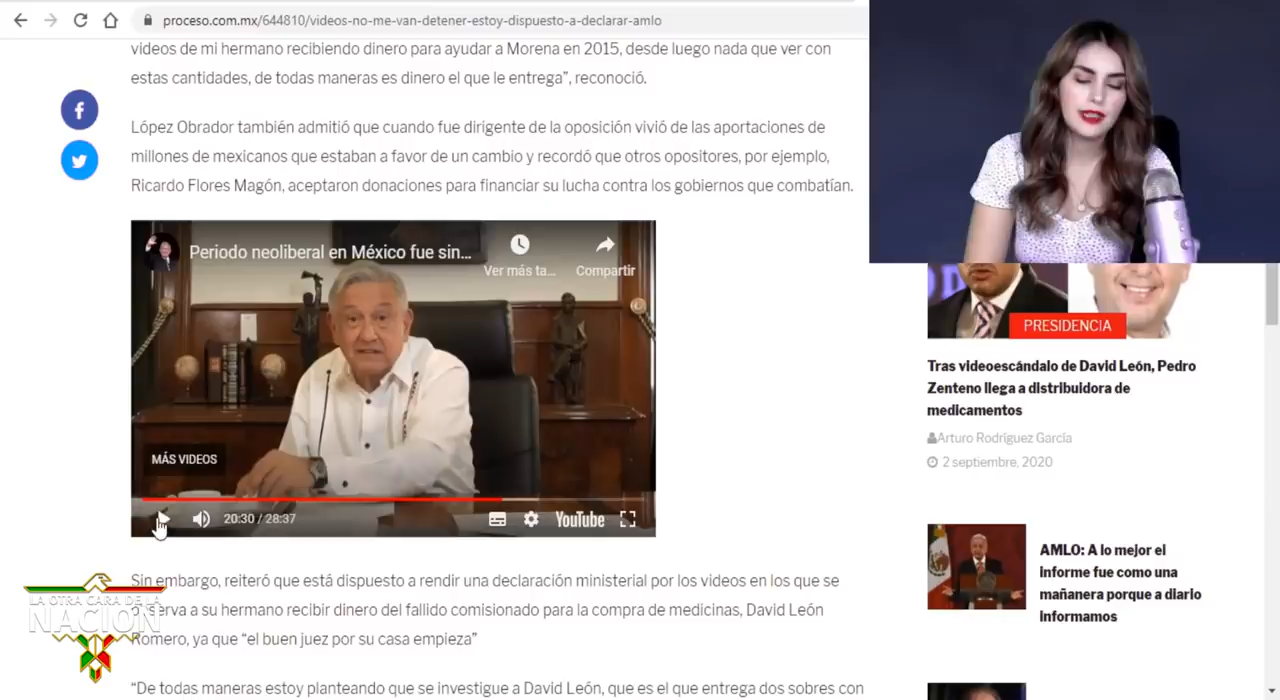 proceso.com.mx/644810/videos-no-me-van-detener-estoy-dispuesto-a-declarar-amlo
videos de mi hermano recibiendo dinero para ayudar a Morena en 2015, desde luego nada que ver con
estas cantidades, de todas maneras es dinero el que le entrega”, reconoció.
López Obrador también admitió que cuando fue dirigente de la oposición vivió de las aportaciones de
millones de mexicanos que estaban a favor de un cambio y recordó que otros opositores, por ejemplo,
Ricardo Flores Magón, aceptaron donaciones para financiar su lucha contra los gobiernos que combatían.
Periodo neoliberal en México fue sin...
Ver más ta...
Compartir
MÁS VIDEOS
20:30 / 28:37
YouTube
Sin embargo, reiteró que está dispuesto a rendir una declaración ministerial por los videos en los que se
observa a su hermano recibir dinero del fallido comisionado para la compra de medicinas, David León
Romero, ya que “el buen juez por su casa empieza”
“De todas maneras estoy planteando que se investigue a David León, que es el que entrega dos sobres con
LA OTRA CARA DE LA
NACIÓN
PRESIDENCIA
Tras videoescándalo de David León, Pedro
Zenteno llega a distribuidora de
medicamentos
Arturo Rodríguez García
2 septiembre, 2020
AMLO: A lo mejor el
informe fue como una
mañanera porque a diario
informamos